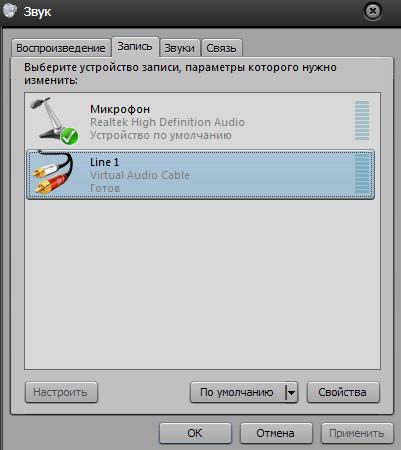 Звук
Воспроизведение Запись Звуки Связь
Выберите устройство записи, параметры которого нужно
изменить:
Микрофон
Realtek High Definition Audio
Устройство по умолчанию
Line 1
Virtual Audio Cable
Готов
Настроить По умолчанию Свойства
ОК Отмена Применить